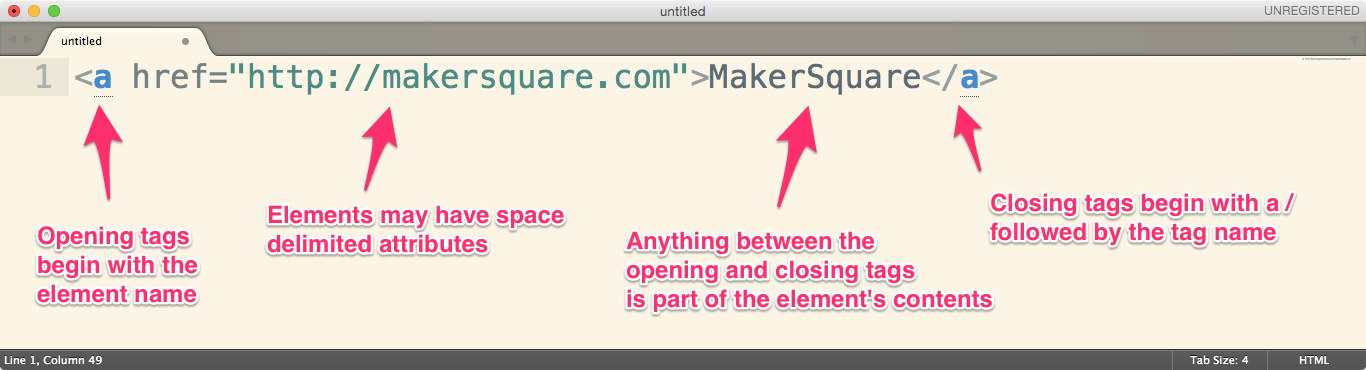 untitled
UNREGISTERED
untitled
1 <a href="http://makersquare.com">MakerSquare</a>
Opening tags
begin with the
element name
Elements may have space
delimited attributes
Anything between the
opening and closing tags
is part of the element's contents
Closing tags begin with a /
followed by the tag name
Line 1, Column 49
Tab Size: 4
HTML